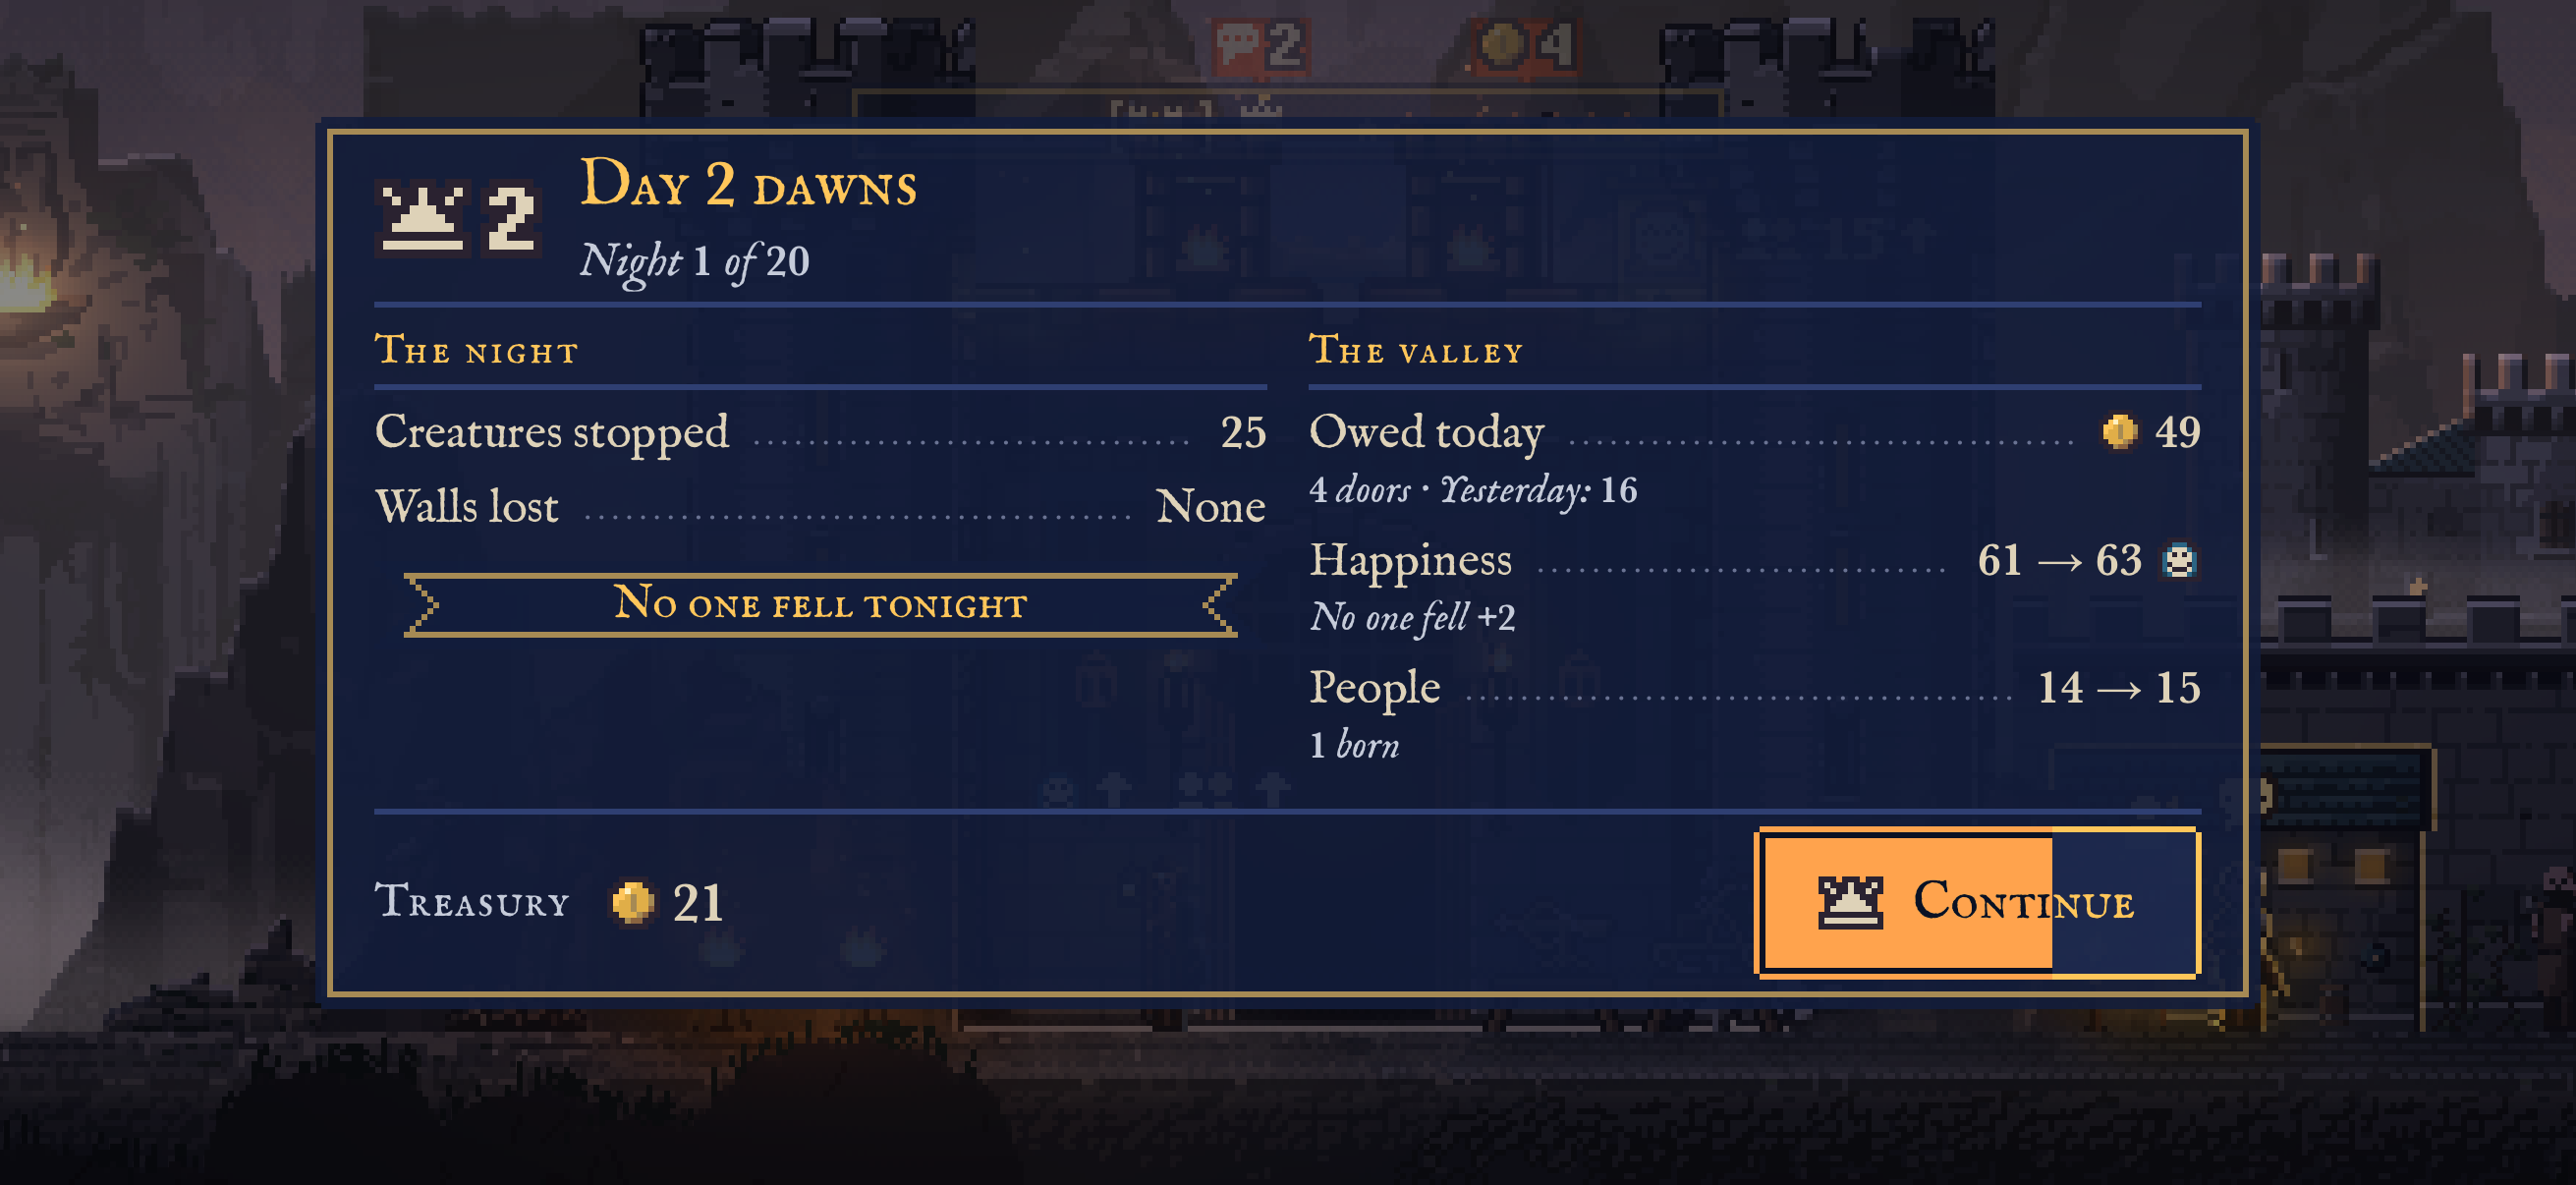 2
4
2
Day 2 dawns
Night 1 of 20
The night
Creatures stopped 25
Walls lost None
No one fell tonight
The valley
Owed today 49
4 doors · Yesterday: 16
Happiness 61 → 63
No one fell +2
People 14 → 15
1 born
Treasury 21
Continue